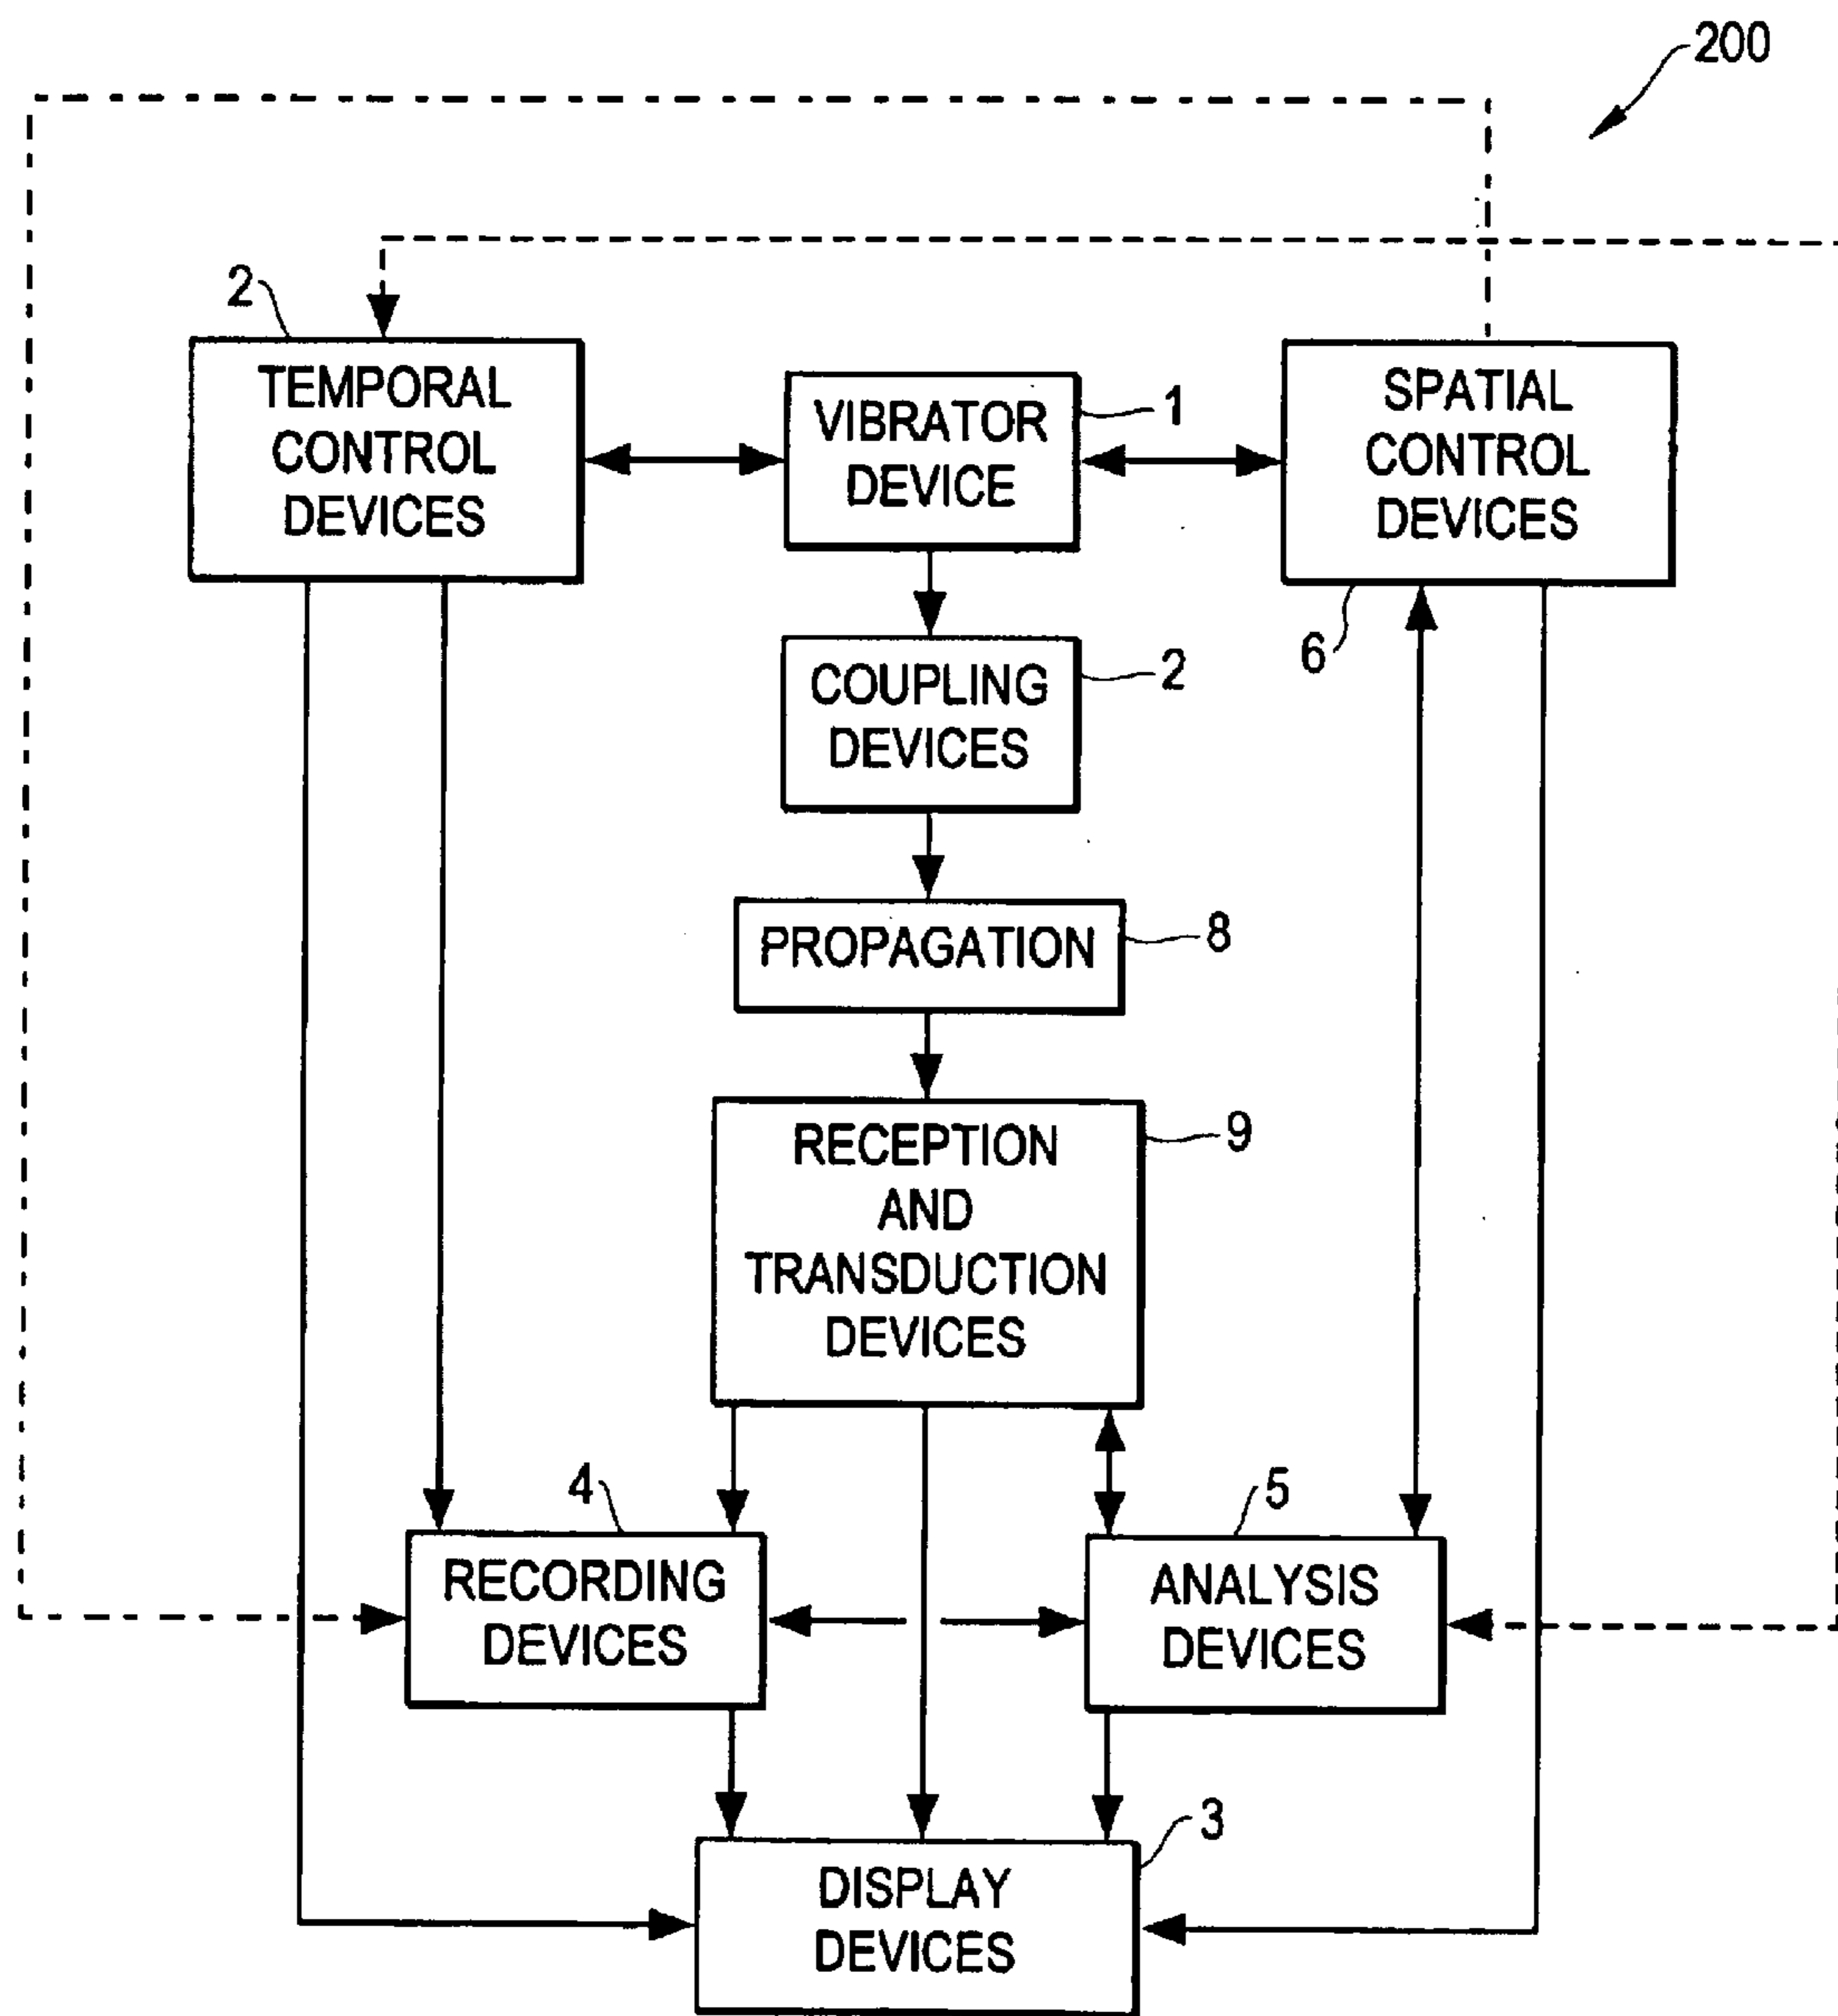 200
2
TEMPORAL
CONTROL
DEVICES
VIBRATOR
DEVICE
1
SPATIAL
CONTROL
DEVICES
6
COUPLING
DEVICES
2
PROPAGATION
8
RECEPTION
AND
TRANSDUCTION
DEVICES
9
4
RECORDING
DEVICES
5
ANALYSIS
DEVICES
3
DISPLAY
DEVICES